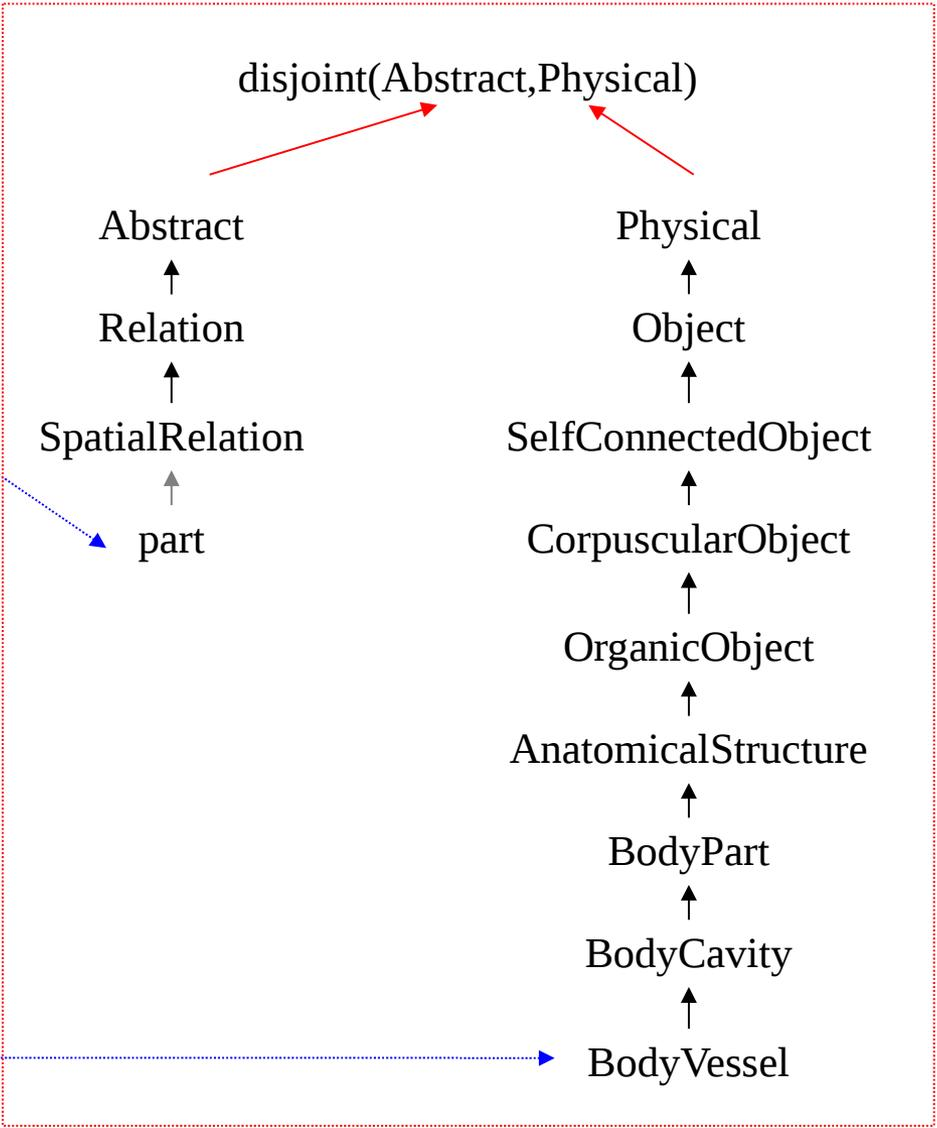 disjoint(Abstract,Physical)
Abstract
Physical
Relation
Object
SpatialRelation
SelfConnectedObject
part
CorpuscularObject
OrganicObject
AnatomicalStructure
BodyPart
BodyCavity
BodyVessel